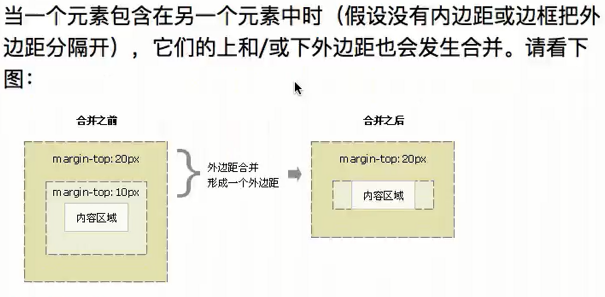 当一个元素包含在另一个元素中时（假设没有内边距或边框把外
边距分隔开），它们的上和/或下外边距也会发生合并。请看下
图：
合并之前
合并之后
margin-top: 20px
margin-top: 10px
内容区域
外边距合并
形成一个外边距
margin-top: 20px
内容区域